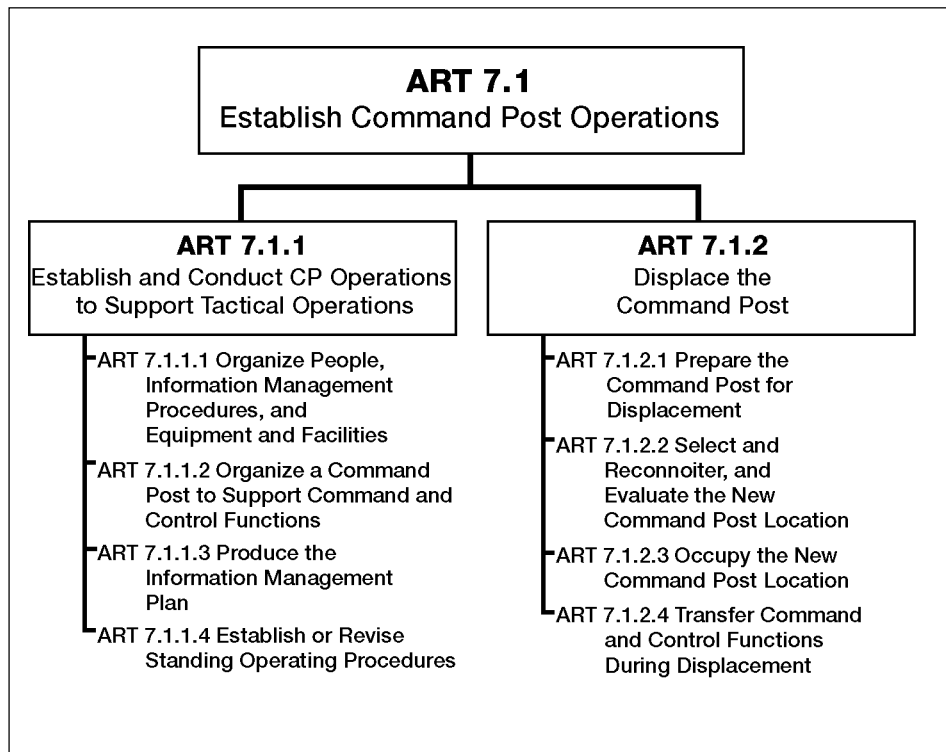 ART 7.1
Establish Command Post Operations
ART 7.1.1
Establish and Conduct CP Operations
to Support Tactical Operations
ART 7.1.1.1 Organize People,
Information Management
Procedures, and
Equipment and Facilities
ART 7.1.1.2 Organize a Command
Post to Support Command and
Control Functions
ART 7.1.1.3 Produce the
Information Management
Plan
ART 7.1.1.4 Establish or Revise
Standing Operating Procedures
ART 7.1.2
Displace the
Command Post
ART 7.1.2.1 Prepare the
Command Post for
Displacement
ART 7.1.2.2 Select and
Reconnoiter, and
Evaluate the New
Command Post Location
ART 7.1.2.3 Occupy the New
Command Post Location
ART 7.1.2.4 Transfer Command
and Control Functions
During Displacement